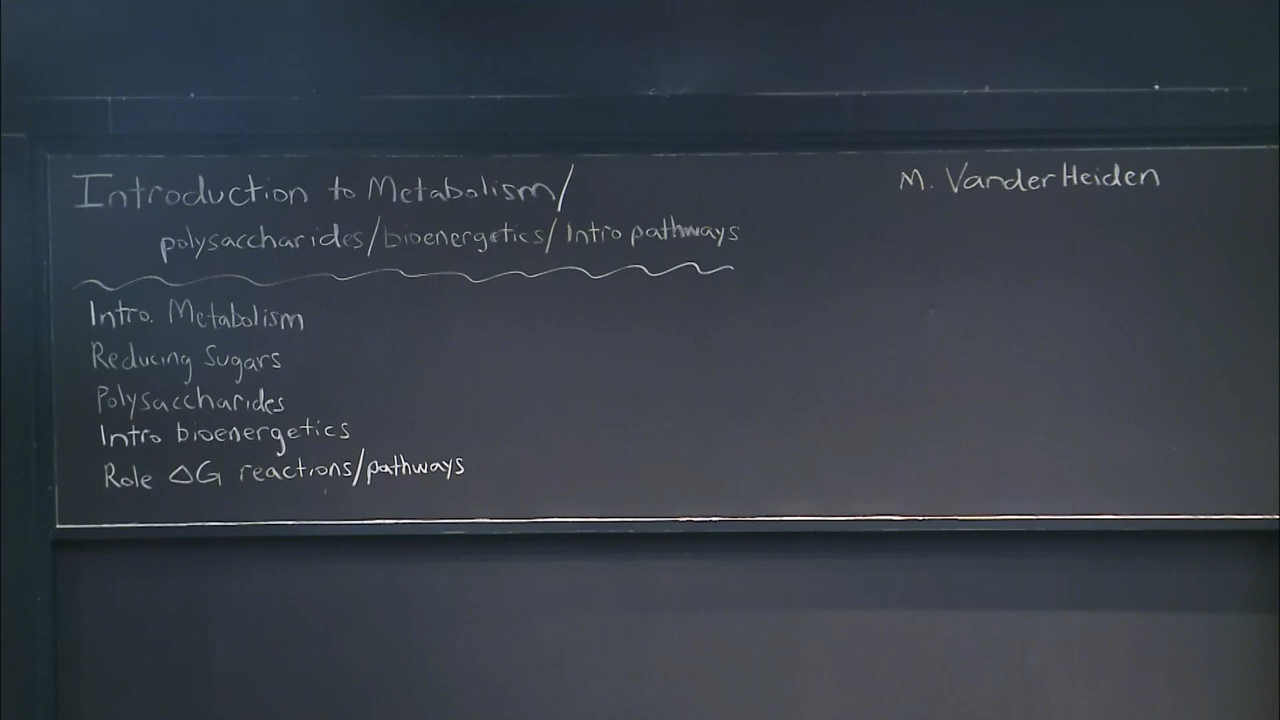 Introduction to Metabolism/
polysaccharides/bioenergetics/Intro pathways
M. Vander Heiden
Intro. Metabolism
Reducing Sugars
Polysaccharides
Intro bioenergetics
Role ΔG reactions/pathways